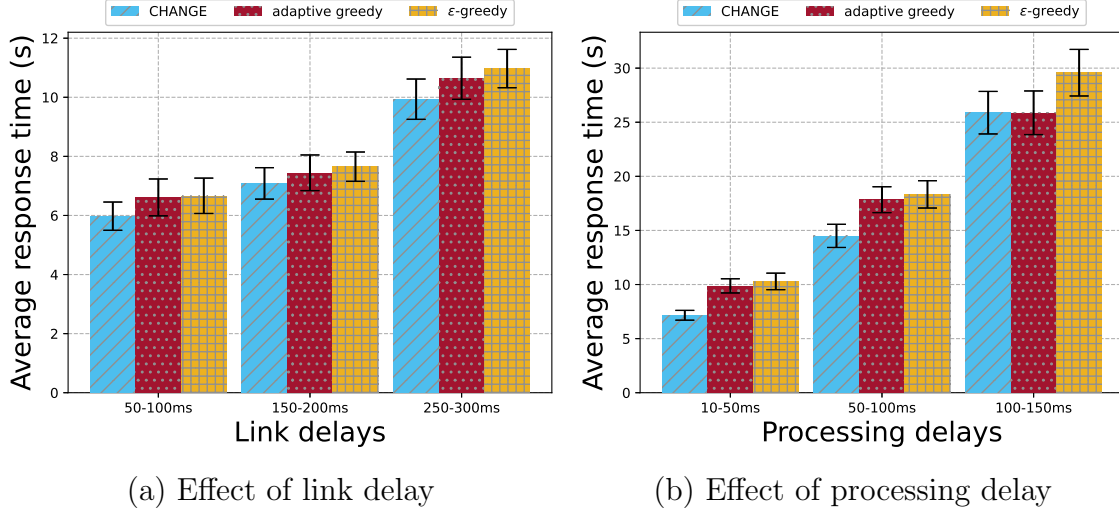 CHANGE adaptive greedy ε-greedy
Average response time (s)
12
10
8
6
4
2
0
50-100ms 150-200ms 250-300ms
Link delays
(a) Effect of link delay
CHANGE adaptive greedy ε-greedy
Average response time (s)
30
25
20
15
10
5
0
10-50ms 50-100ms 100-150ms
Processing delays
(b) Effect of processing delay